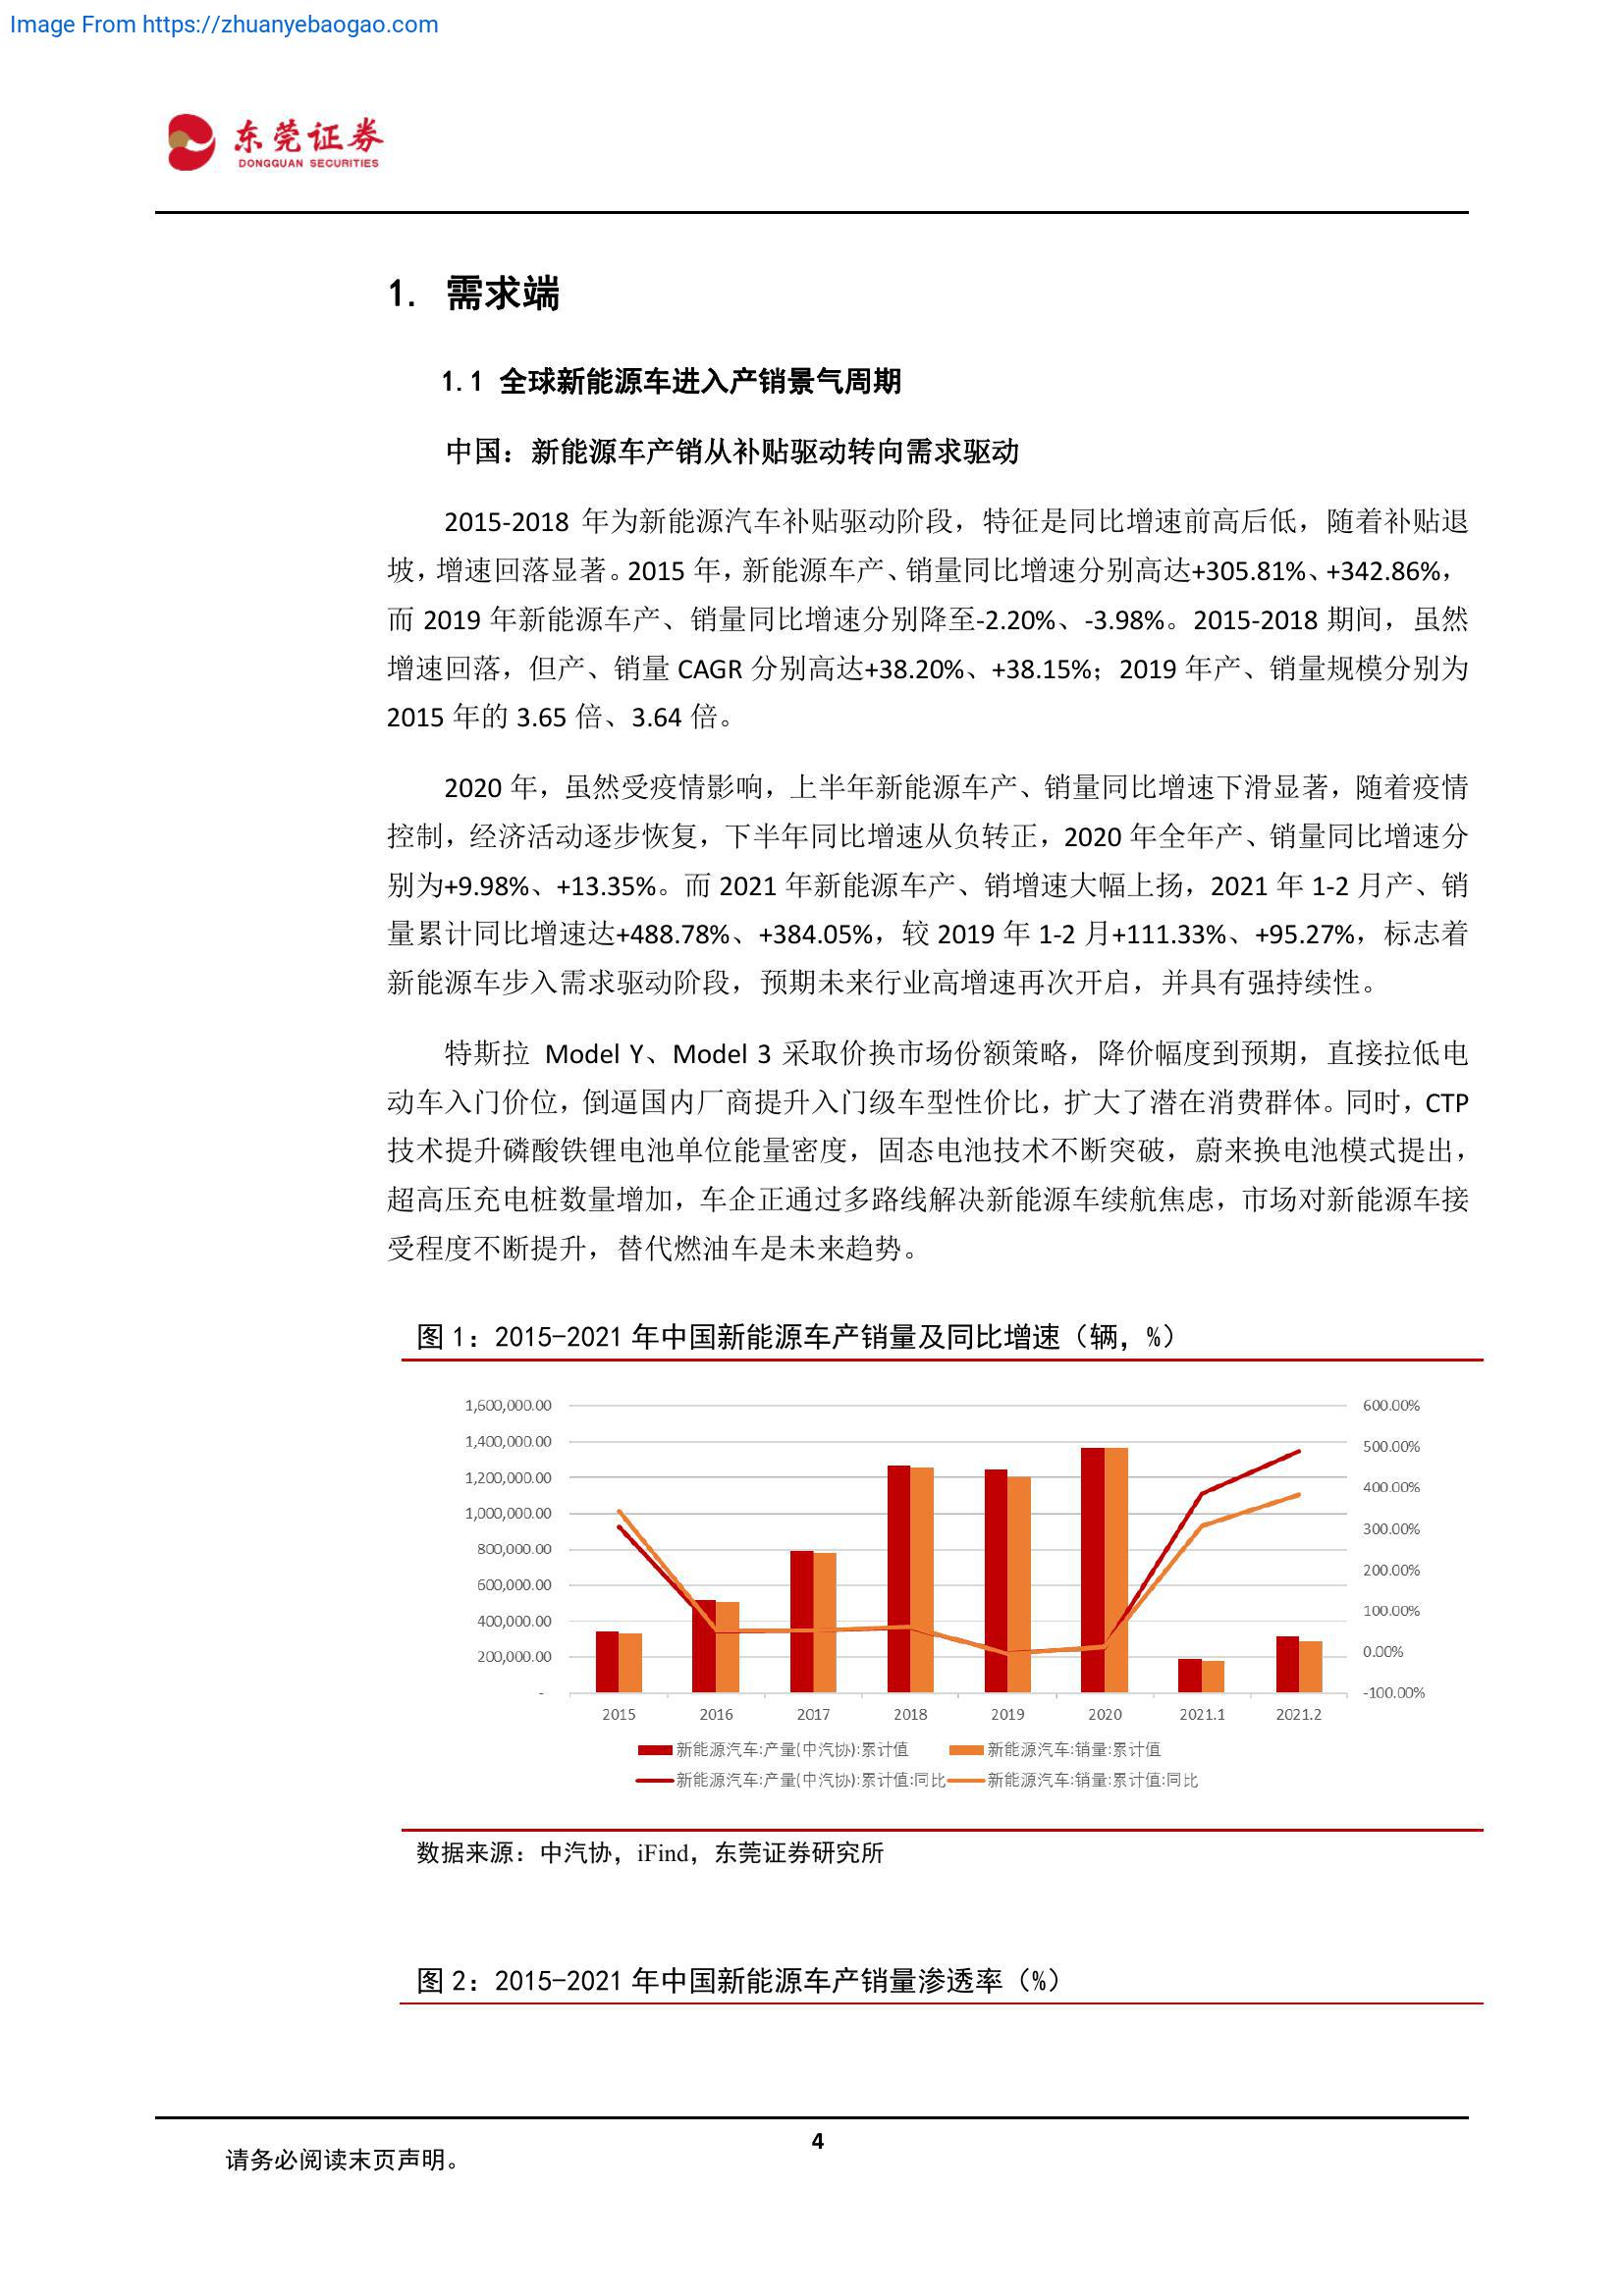 Image From https://zhuanyebaogao.com
东莞证券
DONGGUAN SECURITIES
1. 需求端
1.1 全球新能源车进入产销景气周期
中国：新能源车产销从补贴驱动转向需求驱动
2015-2018 年为新能源汽车补贴驱动阶段，特征是同比增速前高后低，随着补贴退
坡，增速回落显著。2015 年，新能源车产、销量同比增速分别高达+305.81%、+342.86%，
而 2019 年新能源车产、销量同比增速分别降至-2.20%、-3.98%。2015-2018 期间，虽然
增速回落，但产、销量 CAGR 分别高达+38.20%、+38.15%；2019 年产、销量规模分别为
2015 年的 3.65 倍、3.64 倍。
2020 年，虽然受疫情影响，上半年新能源车产、销量同比增速下滑显著，随着疫情
控制，经济活动逐步恢复，下半年同比增速从负转正，2020 年全年产、销量同比增速分
别为+9.98%、+13.35%。而 2021 年新能源车产、销增速大幅上扬，2021 年 1-2 月产、销
量累计同比增速达+488.78%、+384.05%，较 2019 年 1-2 月+111.33%、+95.27%，标志着
新能源车步入需求驱动阶段，预期未来行业高增速再次开启，并具有强持续性。
特斯拉 Model Y、Model 3 采取价换市场份额策略，降价幅度到预期，直接拉低电
动车入门价位，倒逼国内厂商提升入门级车型性价比，扩大了潜在消费群体。同时，CTP
技术提升磷酸铁锂电池单位能量密度，固态电池技术不断突破，蔚来换电池模式提出，
超高压充电桩数量增加，车企正通过多路线解决新能源车续航焦虑，市场对新能源车接
受程度不断提升，替代燃油车是未来趋势。
图 1：2015-2021 年中国新能源车产销量及同比增速（辆，%）
1,600,000.00
1,400,000.00
1,200,000.00
1,000,000.00
800,000.00
600,000.00
400,000.00
200,000.00
-
600.00%
500.00%
400.00%
300.00%
200.00%
100.00%
0.00%
-100.00%
2015 2016 2017 2018 2019 2020 2021.1 2021.2
新能源汽车:产量(中汽协):累计值 新能源汽车:销量:累计值
新能源汽车:产量(中汽协):累计值:同比 新能源汽车:销量:累计值:同比
数据来源：中汽协，iFind，东莞证券研究所
图 2：2015-2021 年中国新能源车产销量渗透率（%）
4
请务必阅读末页声明。